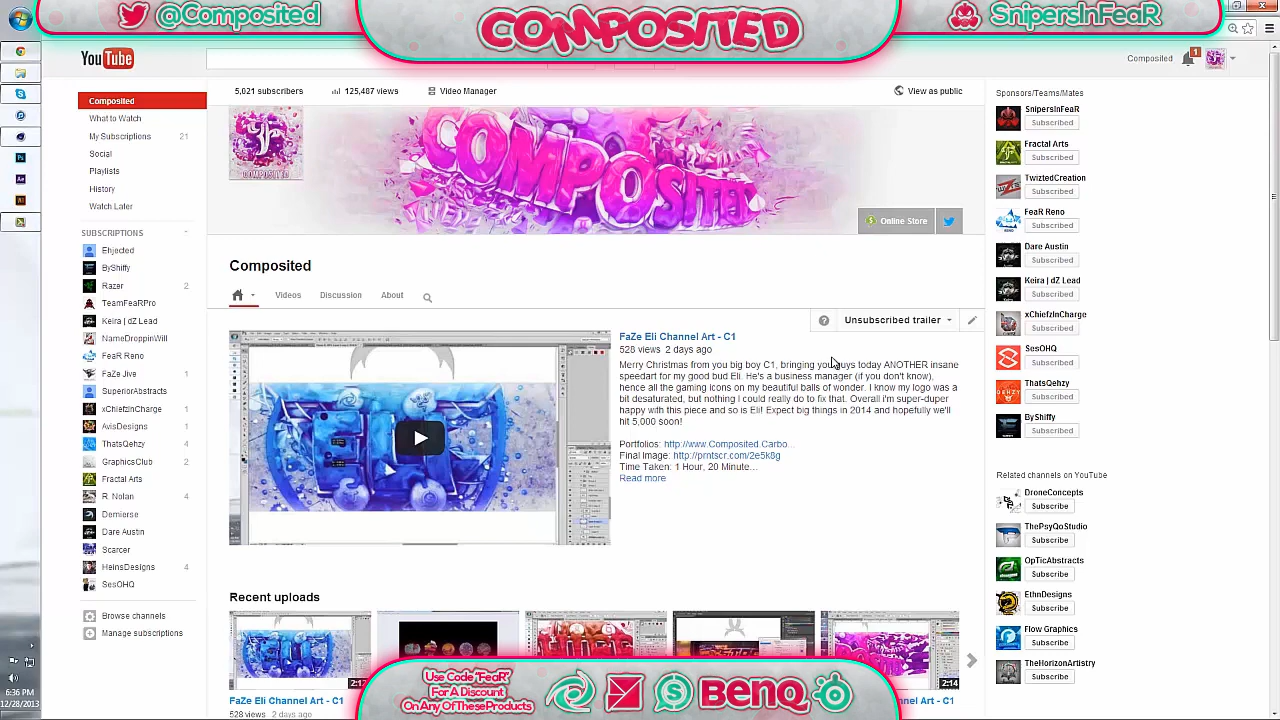 @Composited
COMPOSITED
SnipersInFeaR
YouTube
Composited
1
5,021 subscribers
125,487 views
Video Manager
View as public
Composited
What to Watch
My Subscriptions 21
Social
Playlists
History
Watch Later
SUBSCRIPTIONS
Ehjected
ByShiffy
Razer 2
TeamFeaRPro
Keira | dZ Lead
NameDroppinWill
FeaR Reno
FaZe Jive 1
SuperiorAbstracts
xChiefzInCharge 1
AvisDesigns 1
ThatsQehzy 4
GraphicsClub 2
Fractal Arts
R. Nolan 4
Demierse
Dare Austin
Scarcer
HeinsDesigns 4
SesOHQ
Browse channels
Manage subscriptions
6:36 PM
12/28/2013
COMPOSITED
COMPOSITED
Online Store
Composited
Videos
Discussion
About
Unsubscribed trailer
FaZe Eli Channel Art - C1
528 views 2 days ago
Merry Christmas from you big boy C1, bringing you guys today ANOTHER insane
speedart for my good bud Eli. He's a business manager (if you don't know),
hence all the gaming icons on my beautiful balls of wonder. I know my logo was a
bit desaturated, but nothing I could really do to fix that. Overall i'm super-duper
happy with this piece and so is Eli! Expect big things in 2014 and hopefully we'll
hit 5,000 soon!
Portfolios: http://www.Composited.Carbo...
Final Image: http://prntscr.com/2e5k8g
Time Taken: 1 Hour, 20 Minute...
Read more
Recent uploads
2:14
FaZe Eli Channel Art - C1
528 views 2 days ago
el Art - C1
Use Code "FeaR"
For A Discount
On Any Of These Products
BenQ
Sponsors/Teams/Mates
SnipersInFeaR
Subscribed
Fractal Arts
Subscribed
TwiztedCreation
Subscribed
FeaR Reno
Subscribed
Dare Austin
Subscribed
Keira | dZ Lead
Subscribed
xChiefzInCharge
Subscribed
SesOHQ
Subscribed
ThatsQehzy
Subscribed
ByShiffy
Subscribed
Related channels on YouTube
DroneConcepts
Subscribe
ThePsyQoStudio
Subscribe
OpTicAbstracts
Subscribe
EthnDesigns
Subscribe
Flow Graphics
Subscribe
TheHorizonArtistry
Subscribe